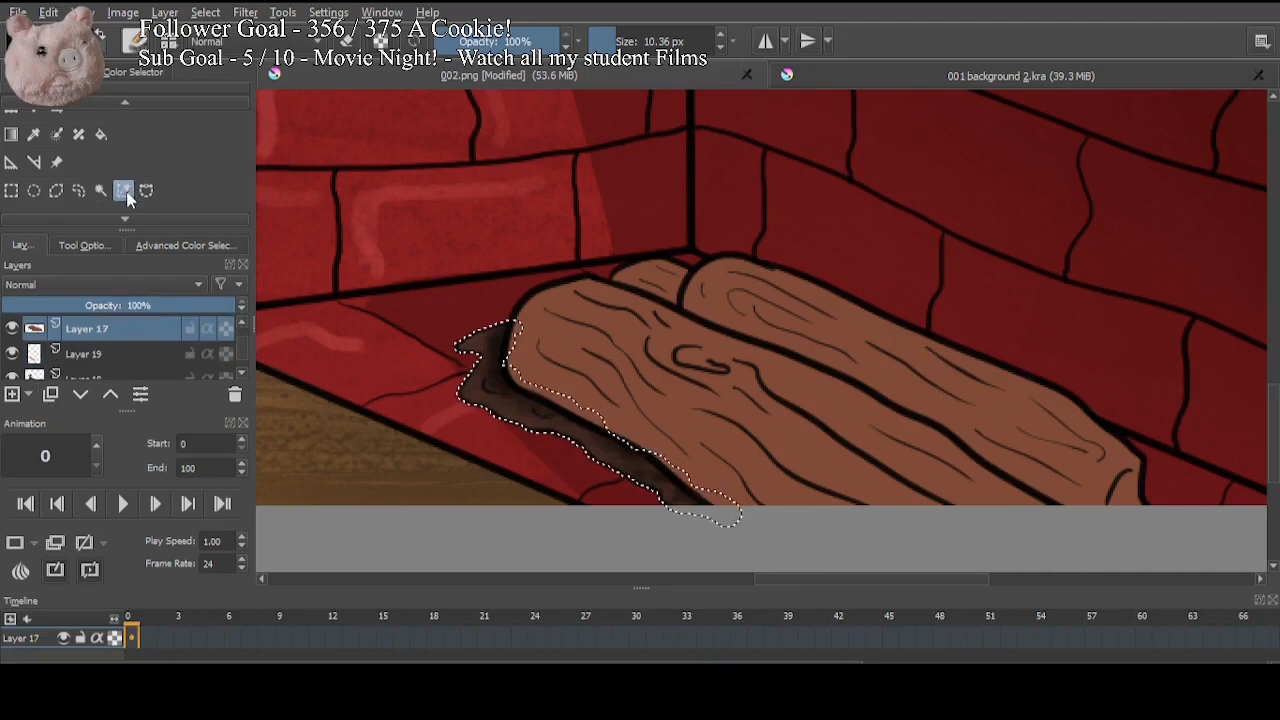 File Edit View Image Layer Select Filter Tools Settings Window Help
Follower Goal - 356 / 375 A Cookie!
Normal Opacity: 100% Size: 10.36 px
Sub Goal - 5 / 10 - Movie Night! - Watch all my student Films
Color Selector
002.png [Modified] (53.6 MiB)
001 background 2.kra (39.3 MiB)
Lay... Tool Optio... Advanced Color Selec...
Layers
Normal
Opacity: 100%
Layer 17
Layer 19
Animation
0
Start: 0
End: 100
Play Speed: 1.00
Frame Rate: 24
Timeline
0 3 6 9 12 15 18 21 24 27 30 33 36 39 42 45 48 51 54 57 60 63 66
Layer 17